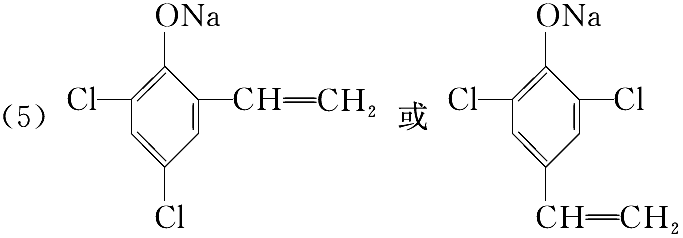 ONa ONa
(5) Cl CH=CH₂ 或 Cl Cl
Cl CH=CH₂